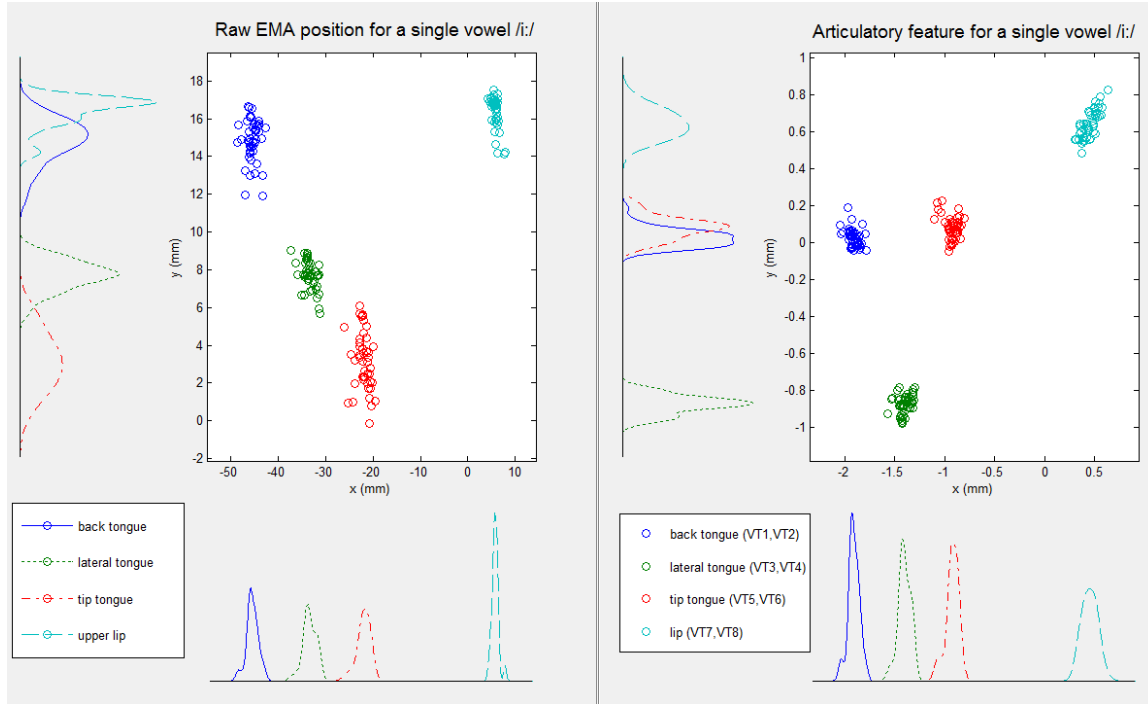 Raw EMA position for a single vowel /i:/
18
16
14
12
10
8
6
4
2
0
-2
y (mm)
-50 -40 -30 -20 -10 0 10
x (mm)
back tongue
lateral tongue
tip tongue
upper lip
Articulatory feature for a single vowel /i:/
1
0.8
0.6
0.4
0.2
0
-0.2
-0.4
-0.6
-0.8
-1
y (mm)
-2 -1.5 -1 -0.5 0 0.5
x (mm)
back tongue (VT1,VT2)
lateral tongue (VT3,VT4)
tip tongue (VT5,VT6)
lip (VT7,VT8)